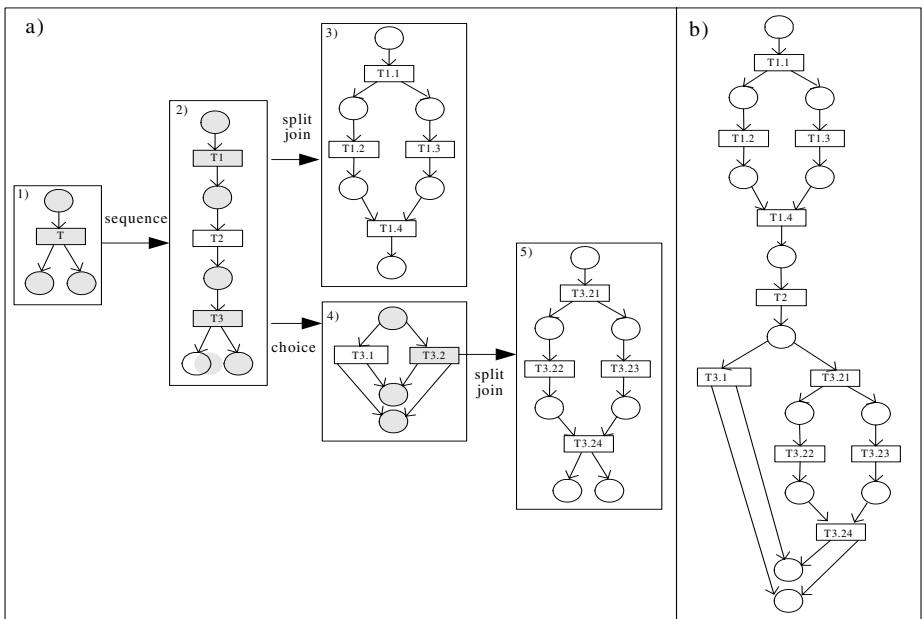 a)
1)
T
sequence
2)
T1
T2
T3
split
join
3)
T1.1
T1.2
T1.3
T1.4
choice
4)
T3.1
T3.2
split
join
5)
T3.21
T3.22
T3.23
T3.24
b)
T1.1
T1.2
T1.3
T1.4
T2
T3.1
T3.21
T3.22
T3.23
T3.24